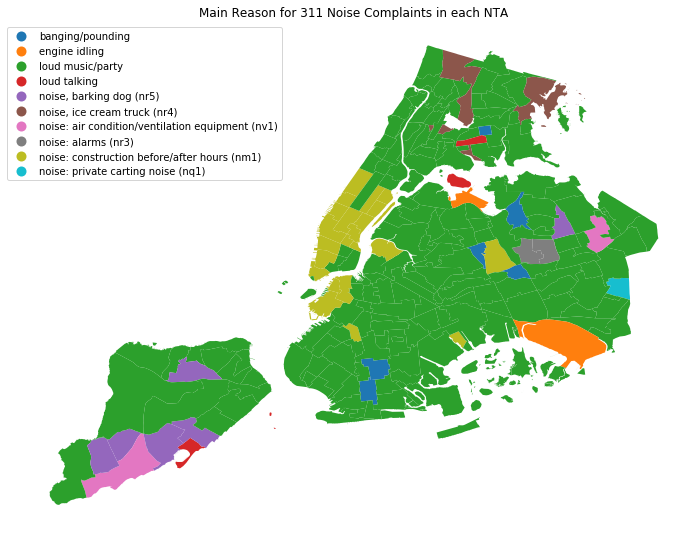 Main Reason for 311 Noise Complaints in each NTA
banging/pounding
engine idling
loud music/party
loud talking
noise, barking dog (nr5)
noise, ice cream truck (nr4)
noise: air condition/ventilation equipment (nv1)
noise: alarms (nr3)
noise: construction before/after hours (nm1)
noise: private carting noise (nq1)